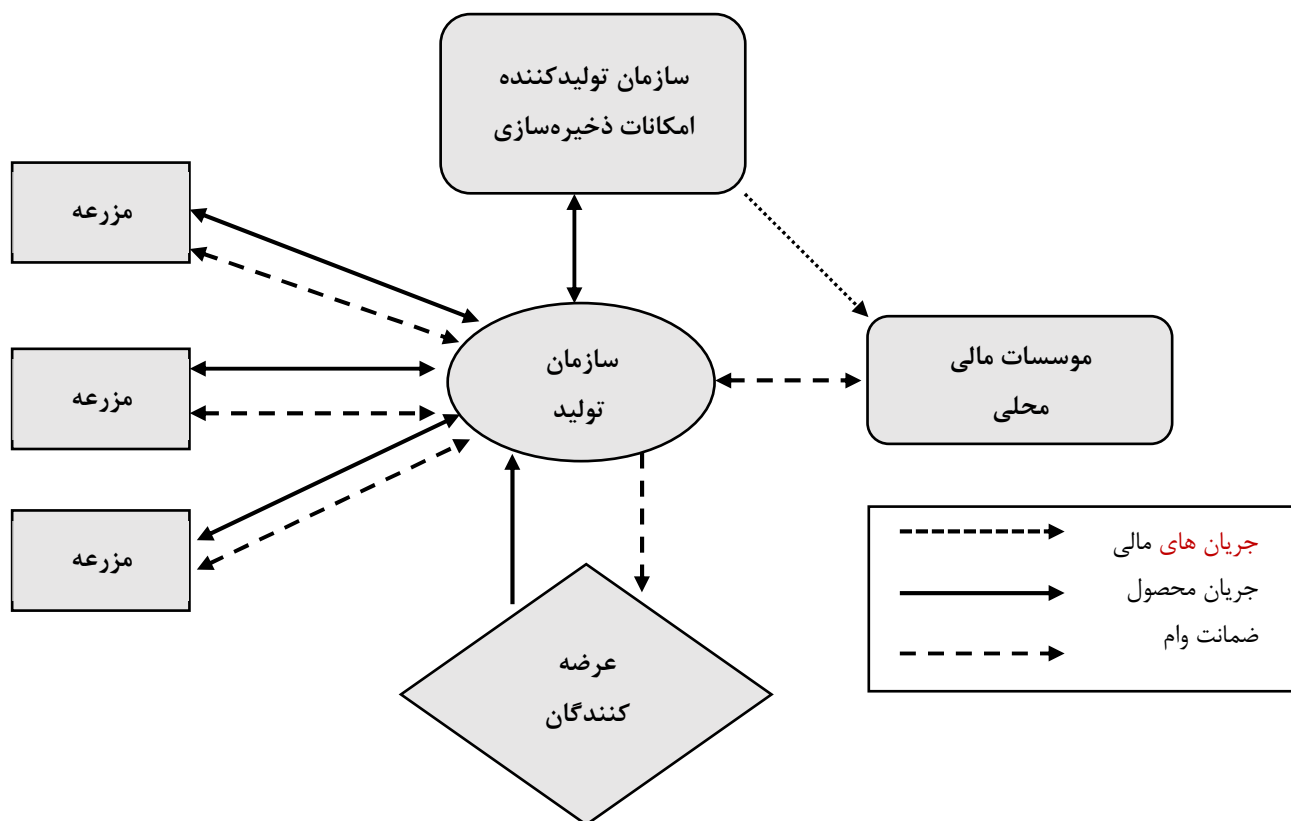 سازمان تولیدکننده
امکانات ذخیره‌سازی
مزرعه
مزرعه
مزرعه
سازمان
تولید
موسسات مالی
محلی
عرضه
کنندگان
جریان های مالی
جریان محصول
ضمانت وام